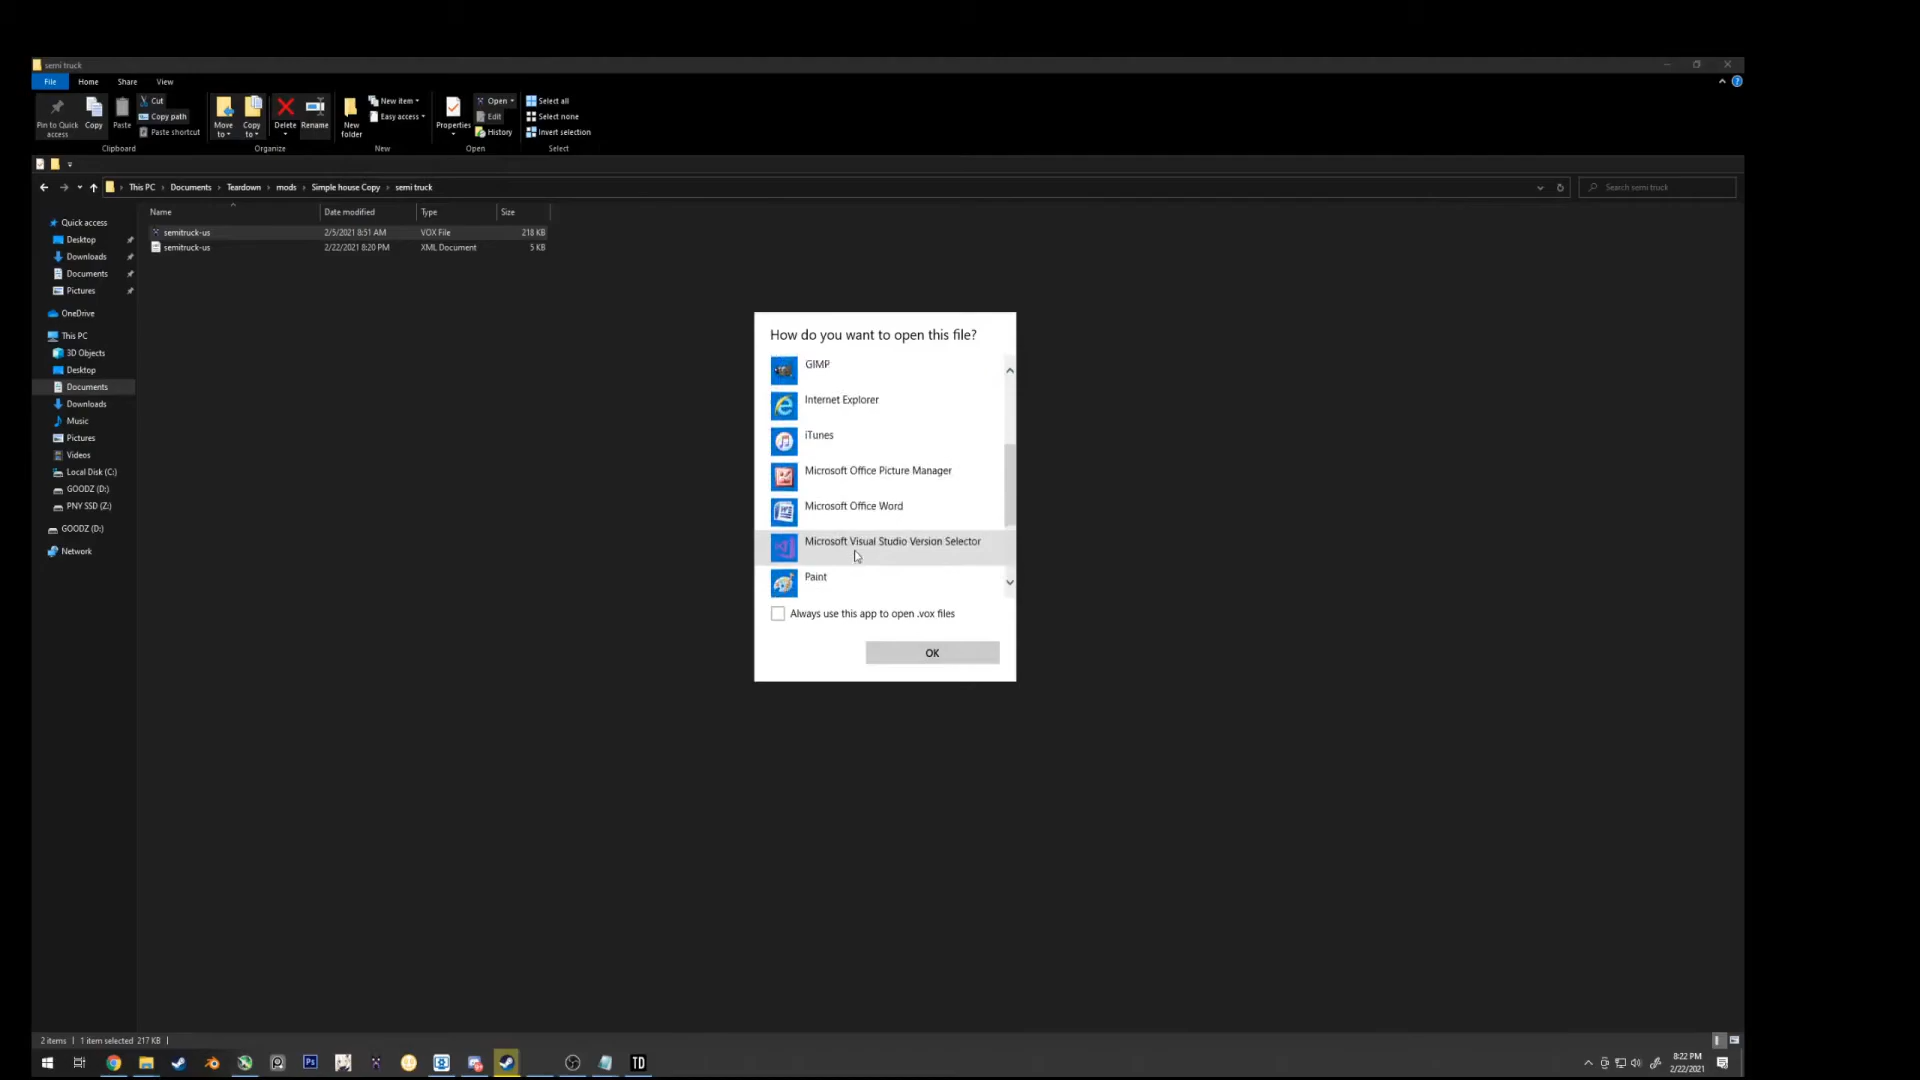 semi truck
File Home Share View
Pin to Quick access
Copy
Paste
Cut
Copy path
Paste shortcut
Clipboard
Move to
Copy to
Delete
Rename
Organize
New folder
New item
Easy access
New
Properties
Open
Edit
History
Open
Select all
Select none
Invert selection
Select
This PC › Documents › Teardown › mods › Simple house Copy › semi truck
Search semi truck
Name Date modified Type Size
semitruck-us 2/5/2021 8:51 AM VOX File 218 KB
semitruck-us 2/22/2021 8:20 PM XML Document 5 KB
Quick access
Desktop
Downloads
Documents
Pictures
OneDrive
This PC
3D Objects
Desktop
Documents
Downloads
Music
Pictures
Videos
Local Disk (C:)
GOODZ (D:)
PNY SSD (Z:)
GOODZ (D:)
Network
How do you want to open this file?
GIMP
Internet Explorer
iTunes
Microsoft Office Picture Manager
Microsoft Office Word
Microsoft Visual Studio Version Selector
Paint
Always use this app to open .vox files
OK
2 items 1 item selected 217 KB
Ps
TD
8:22 PM
2/22/2021